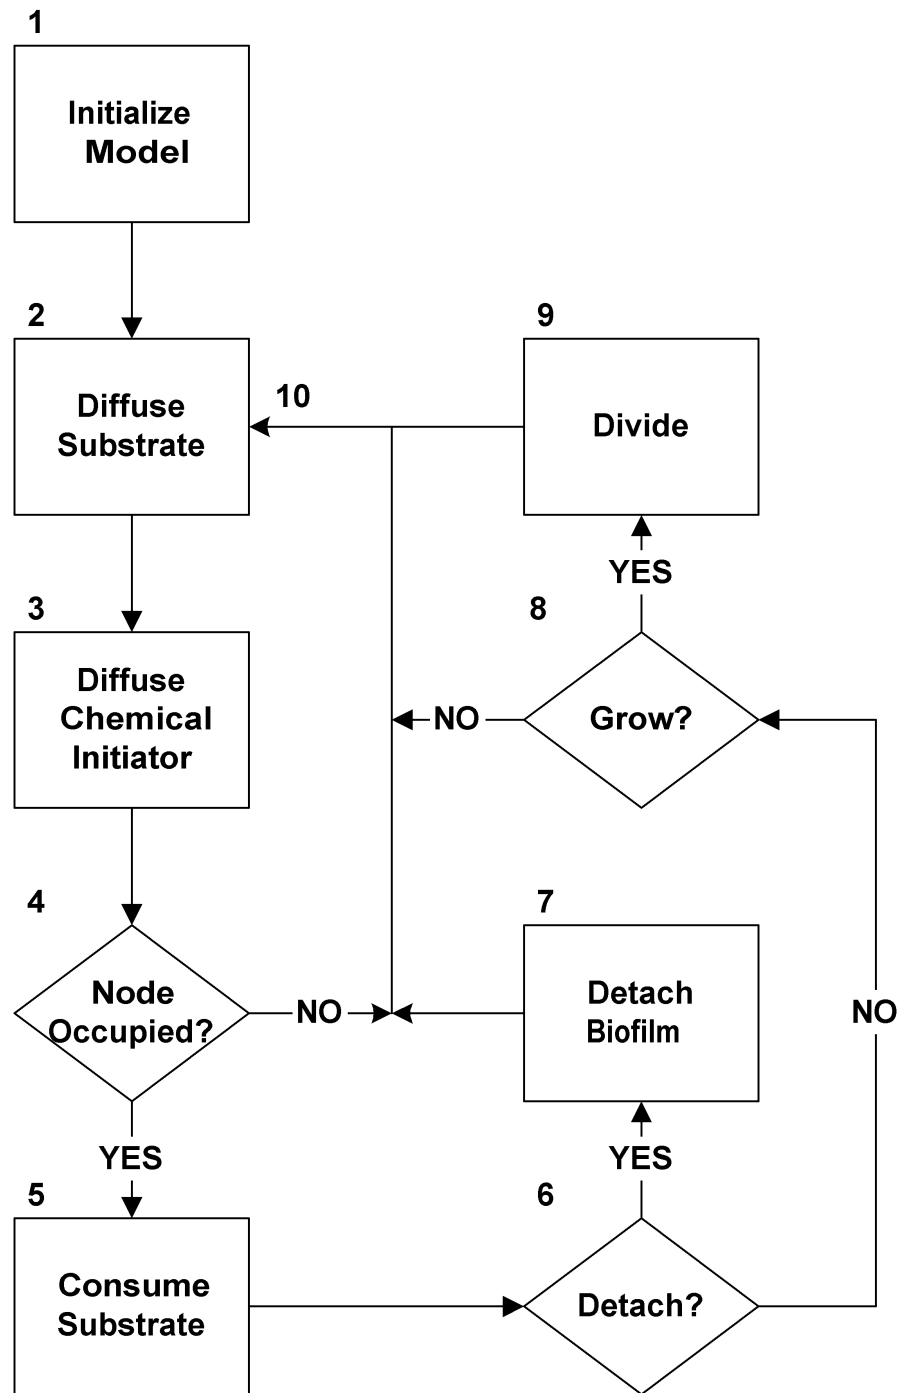 1
Initialize
Model
2
Diffuse
Substrate
3
Diffuse
Chemical
Initiator
4
Node
Occupied?
NO
YES
5
Consume
Substrate
6
Detach?
YES
NO
7
Detach
Biofilm
8
Grow?
NO
YES
9
Divide
10